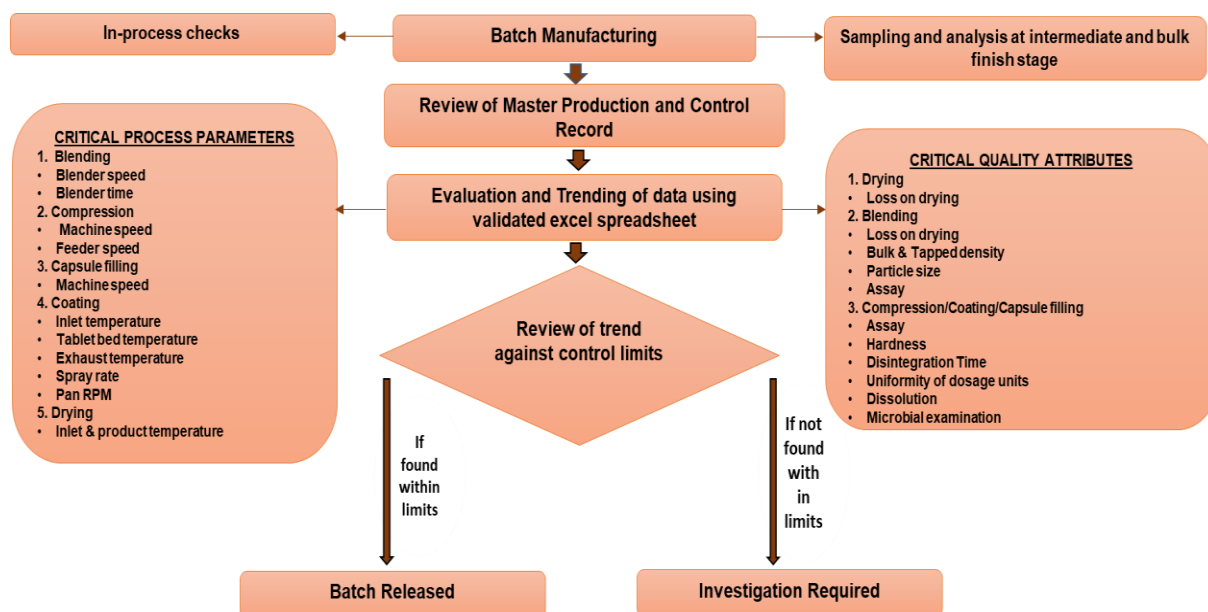 In-process checks
Batch Manufacturing
Sampling and analysis at intermediate and bulk
finish stage
Review of Master Production and Control
Record
CRITICAL PROCESS PARAMETERS
1. Blending
• Blender speed
• Blender time
2. Compression
• Machine speed
• Feeder speed
3. Capsule filling
• Machine speed
4. Coating
• Inlet temperature
• Tablet bed temperature
• Exhaust temperature
• Spray rate
• Pan RPM
5. Drying
• Inlet & product temperature
Evaluation and Trending of data using
validated excel spreadsheet
CRITICAL QUALITY ATTRIBUTES
1. Drying
• Loss on drying
2. Blending
• Loss on drying
• Bulk & Tapped density
• Particle size
• Assay
3. Compression/Coating/Capsule filling
• Assay
• Hardness
• Disintegration Time
• Uniformity of dosage units
• Dissolution
• Microbial examination
Review of trend
against control limits
If
found
within
limits
If not
found
with
in
limits
Batch Released
Investigation Required